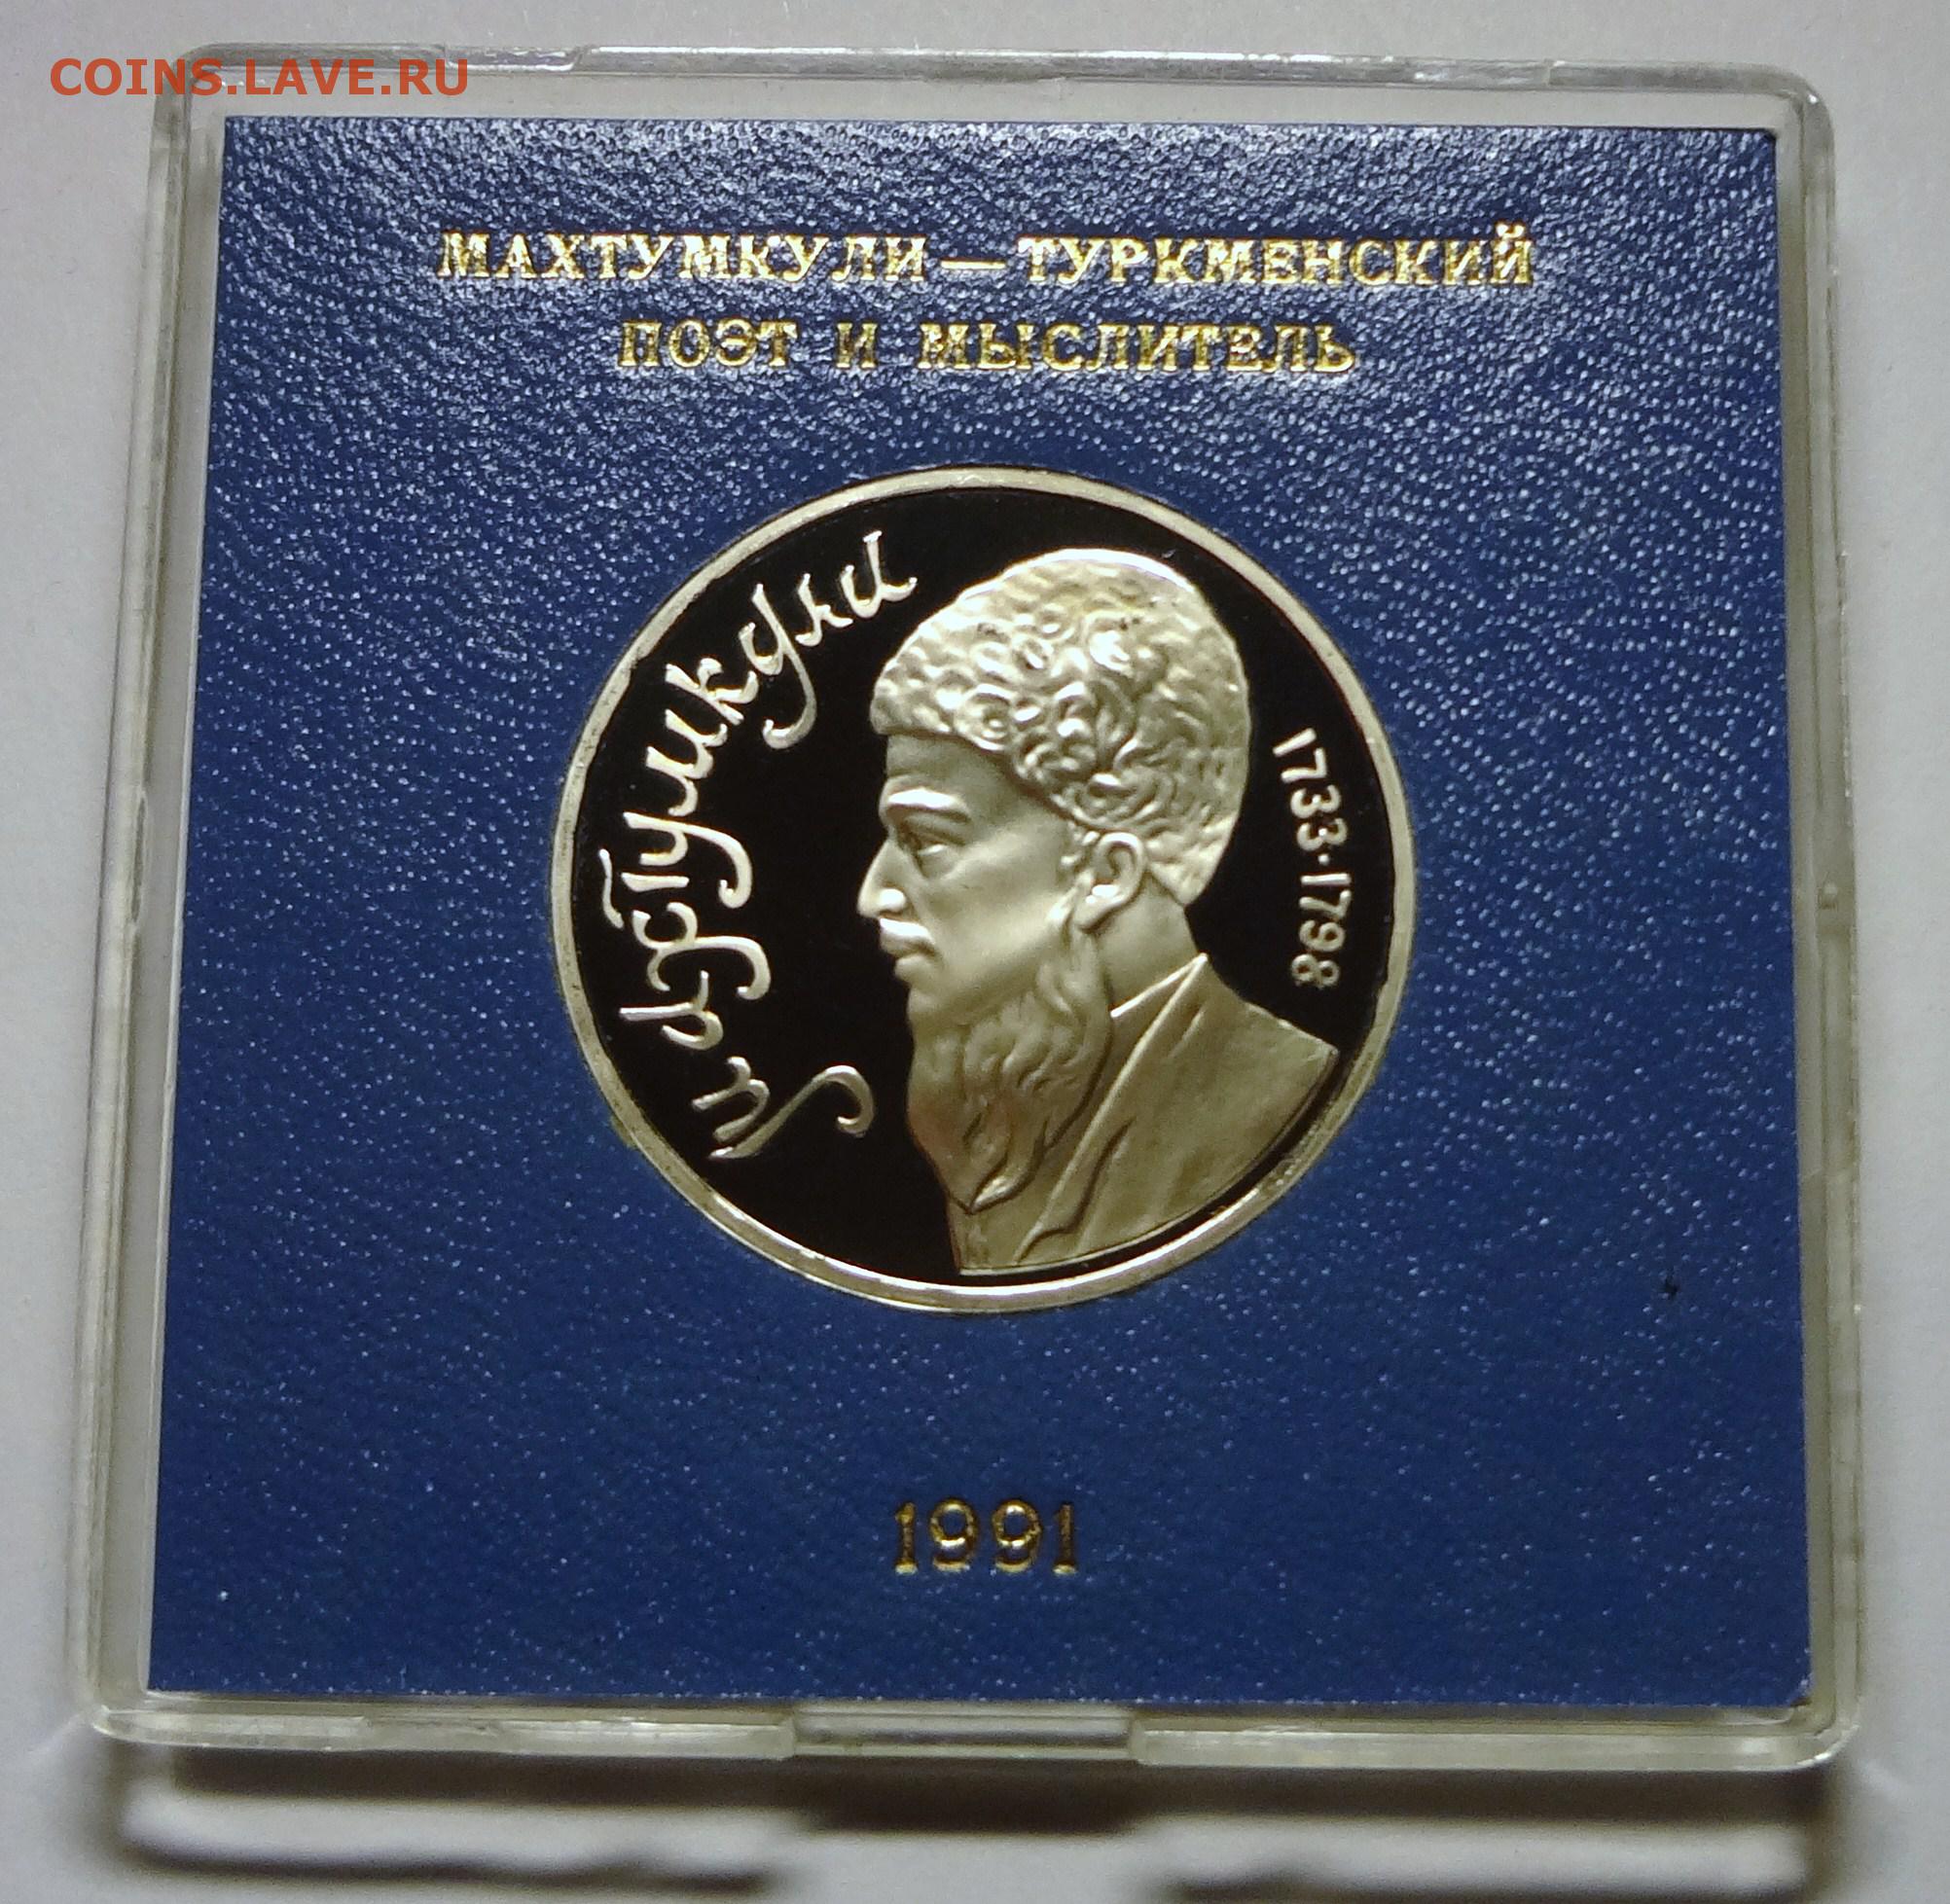 COINS.LAVE.RU
МАХТУМКУЛИ — ТУРКМЕНСКИЙ
ПОЭТ И МЫСЛИТЕЛЬ
Махтумкули
1733·1798
1991